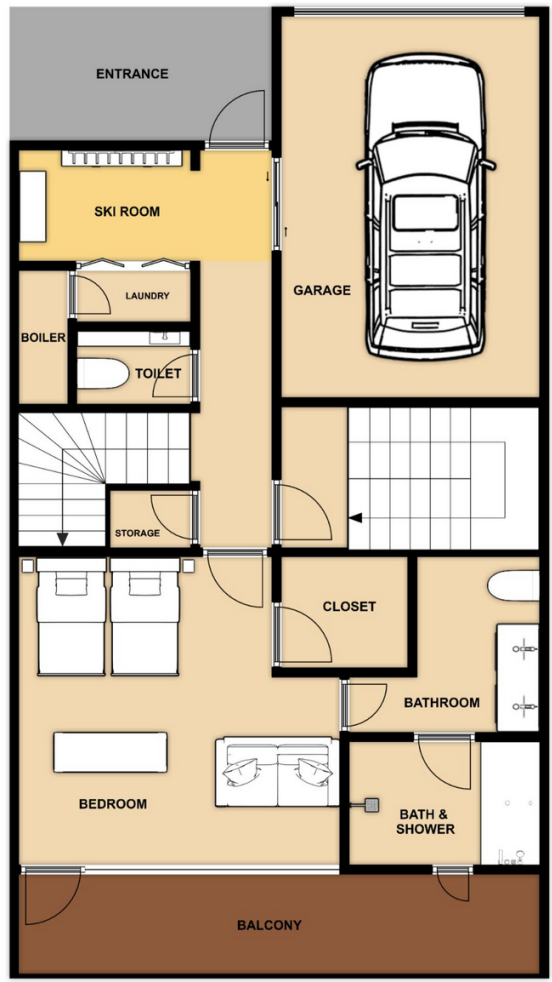 ENTRANCE
SKI ROOM
GARAGE
LAUNDRY
BOILER
TOILET
STORAGE
CLOSET
BATHROOM
BEDROOM
BATH &
SHOWER
BALCONY